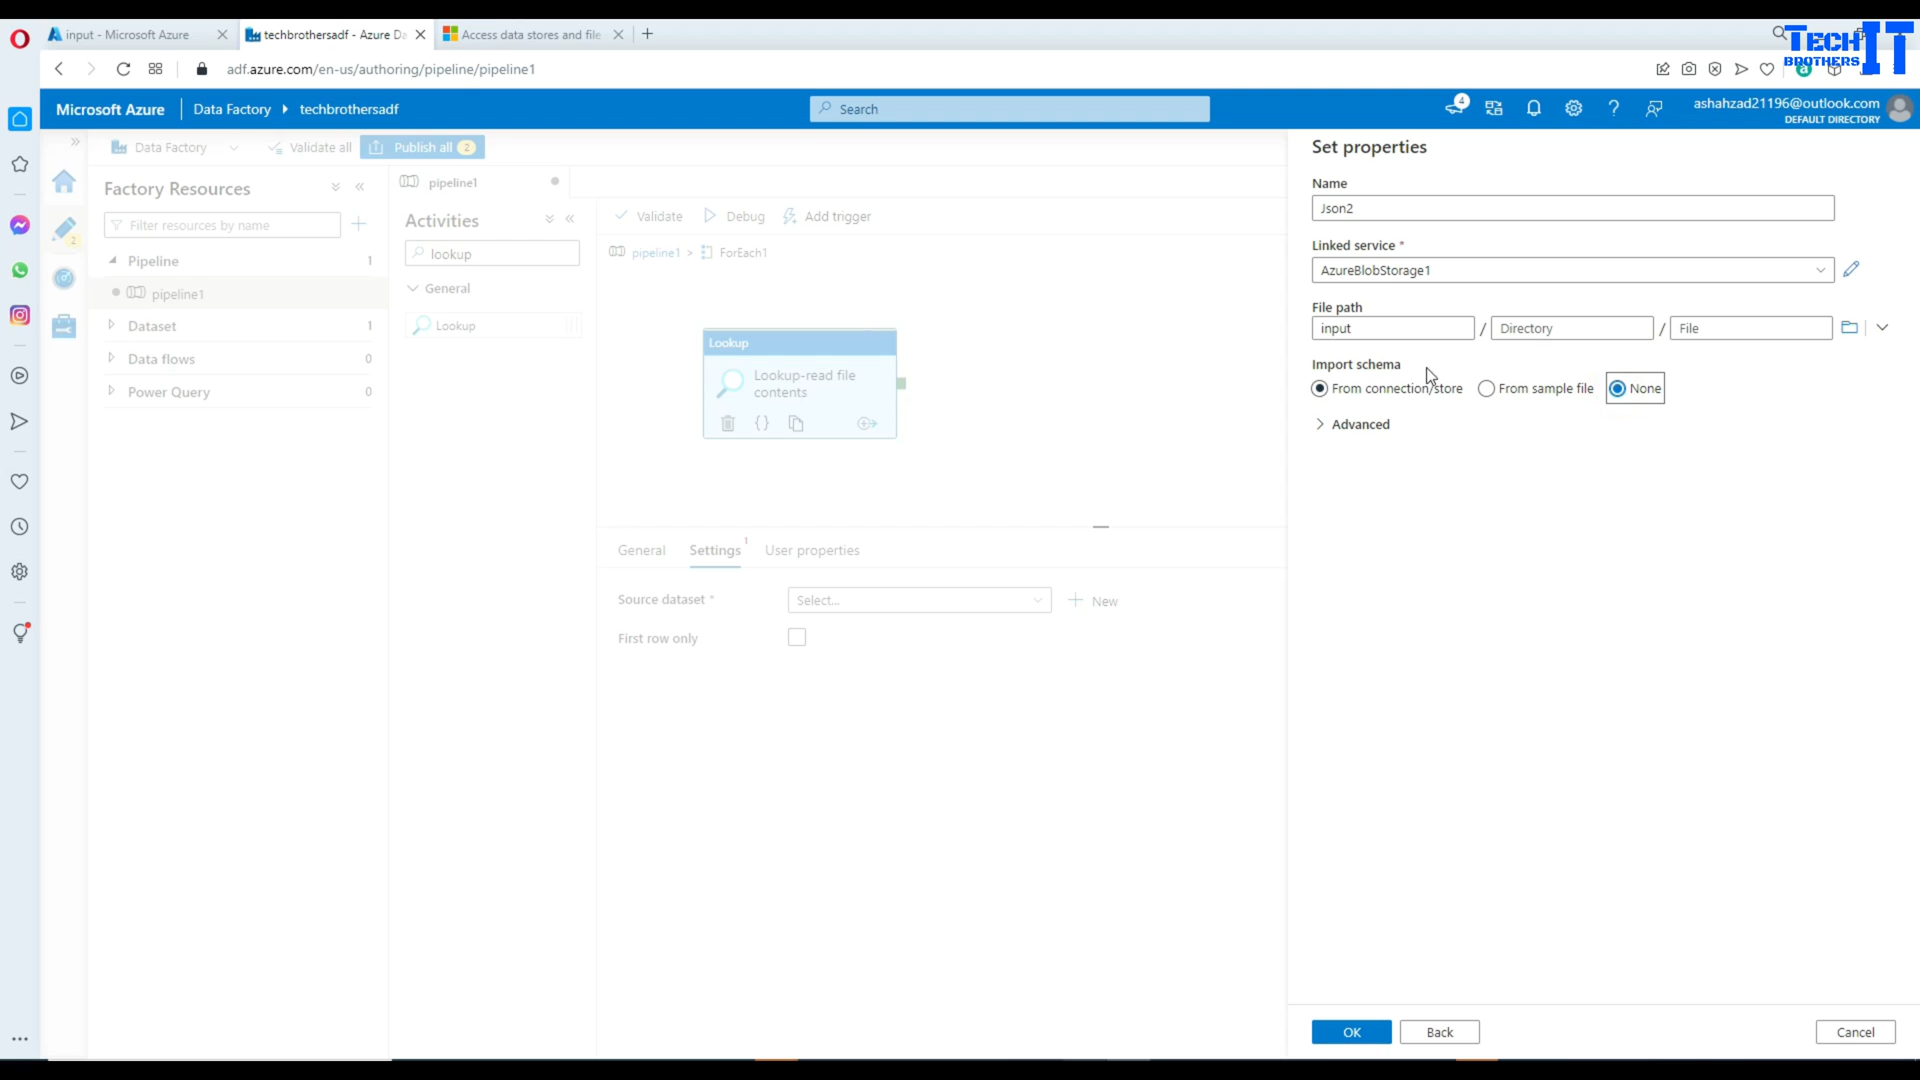 input - Microsoft Azure
techbrothersadf - Azure Da
Access data stores and file
TECH
BROTHERS
IT
adf.azure.com/en-us/authoring/pipeline/pipeline1
a
Microsoft Azure
Data Factory
techbrothersadf
Search
4
ashahzad21196@outlook.com
DEFAULT DIRECTORY
Data Factory
Validate all
Publish all
2
Factory Resources
Filter resources by name
Pipeline
1
pipeline1
Dataset
1
Data flows
0
Power Query
0
2
pipeline1
Activities
lookup
General
Lookup
Validate
Debug
Add trigger
pipeline1 > ForEach1
Lookup
Lookup-read file
contents
{}
General
Settings
1
User properties
Source dataset *
Select...
New
First row only
Set properties
Name
Json2
Linked service *
AzureBlobStorage1
File path
input / Directory / File
Import schema
From connection/store
From sample file
None
Advanced
OK
Back
Cancel